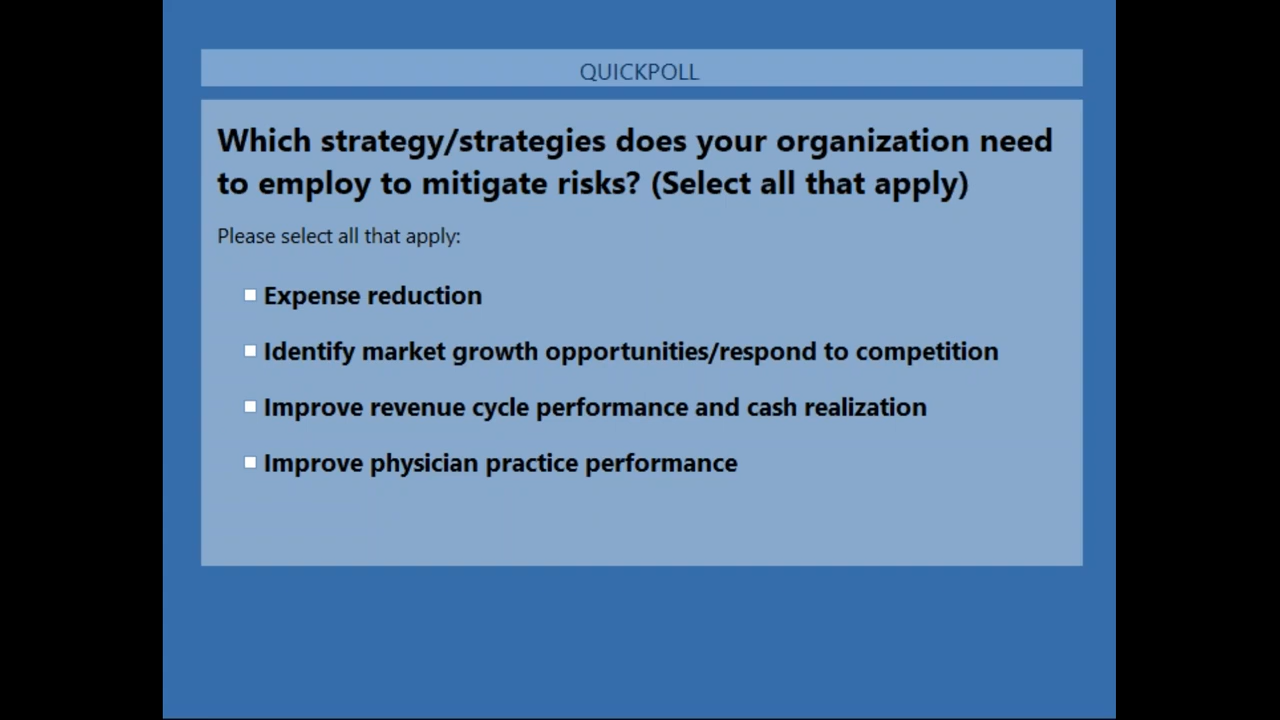 QUICKPOLL
Which strategy/strategies does your organization need
to employ to mitigate risks? (Select all that apply)
Please select all that apply:
Expense reduction
Identify market growth opportunities/respond to competition
Improve revenue cycle performance and cash realization
Improve physician practice performance